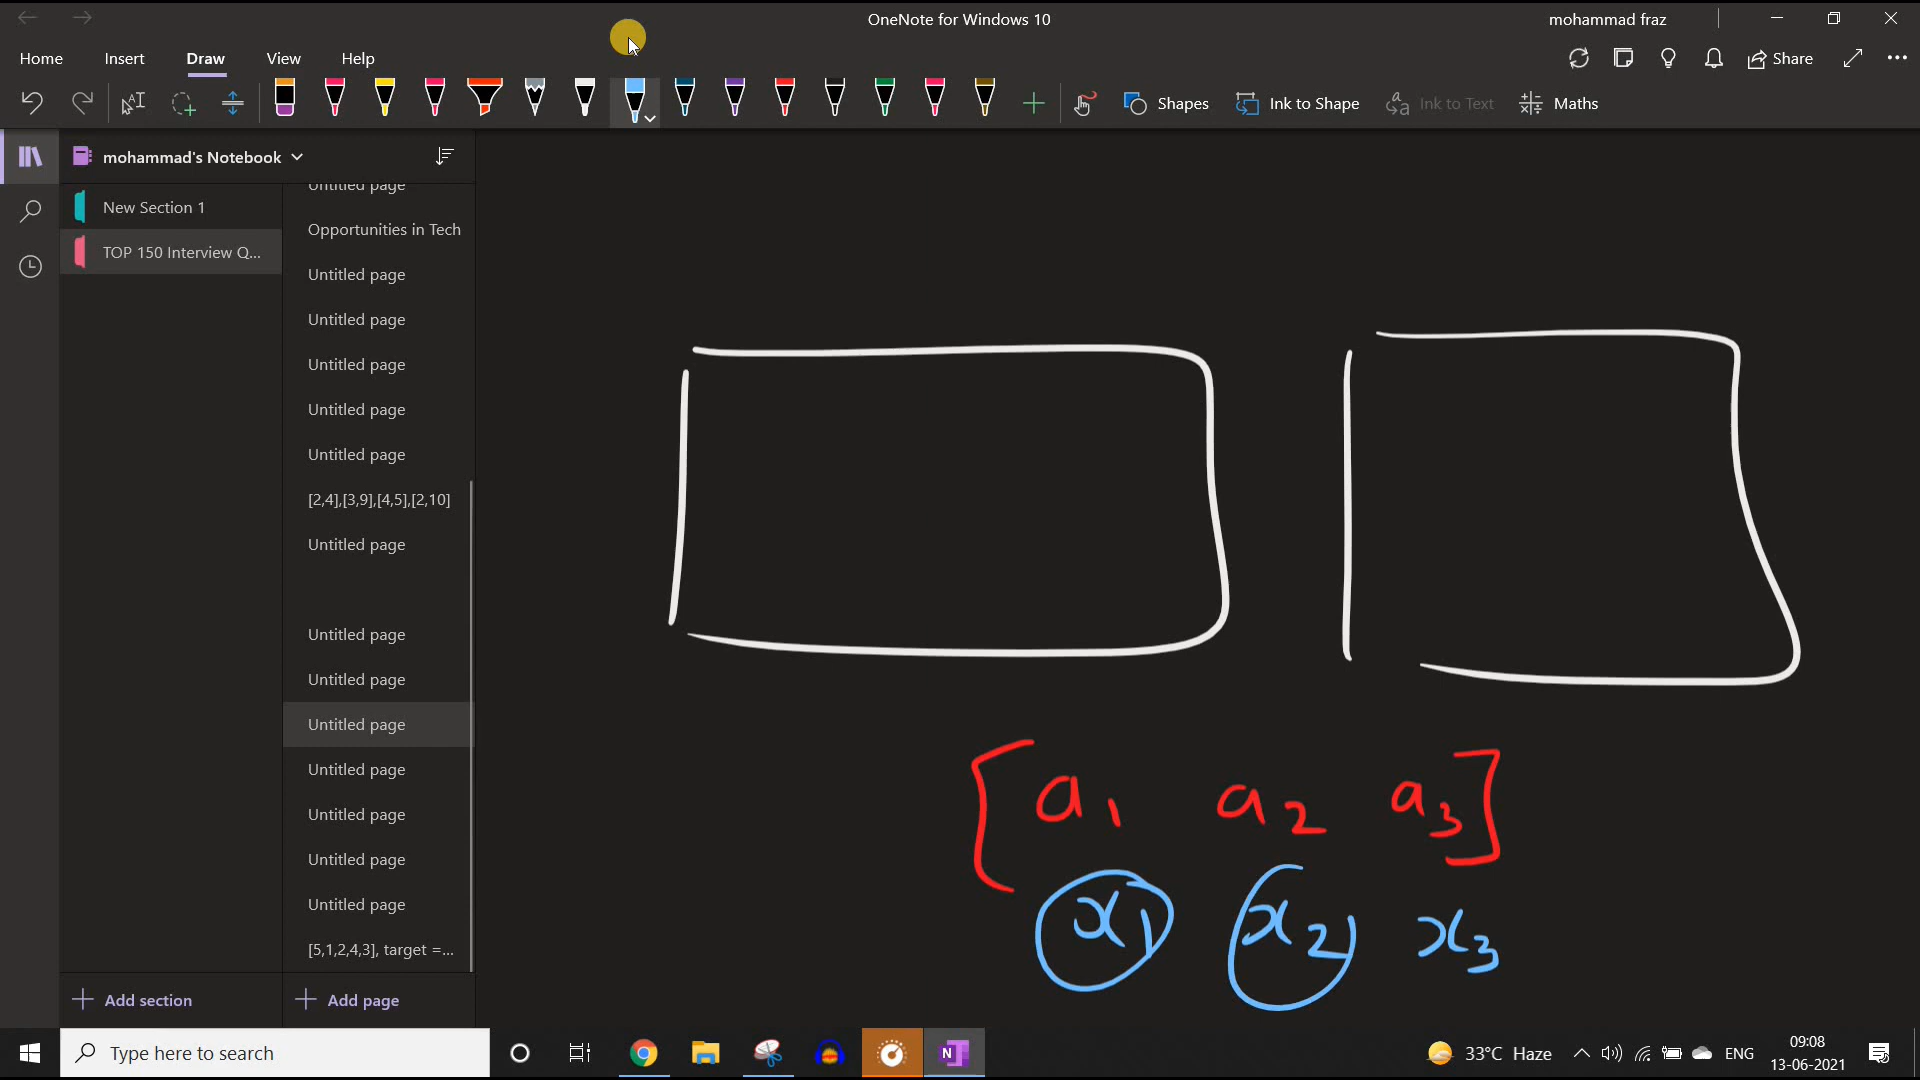 OneNote for Windows 10
mohammad fraz
Home Insert Draw View Help
Share
Shapes Ink to Shape Ink to Text Maths
mohammad's Notebook
New Section 1
TOP 150 Interview Q...
Untitled page
Opportunities in Tech
Untitled page
Untitled page
Untitled page
Untitled page
Untitled page
[2,4],[3,9],[4,5],[2,10]
Untitled page
Untitled page
Untitled page
Untitled page
Untitled page
Untitled page
Untitled page
Untitled page
[5,1,2,4,3], target =...
Add section
Add page
[a1 a2 a3]
x1 x2 x3
Type here to search
33°C Haze
ENG
09:08
13-06-2021